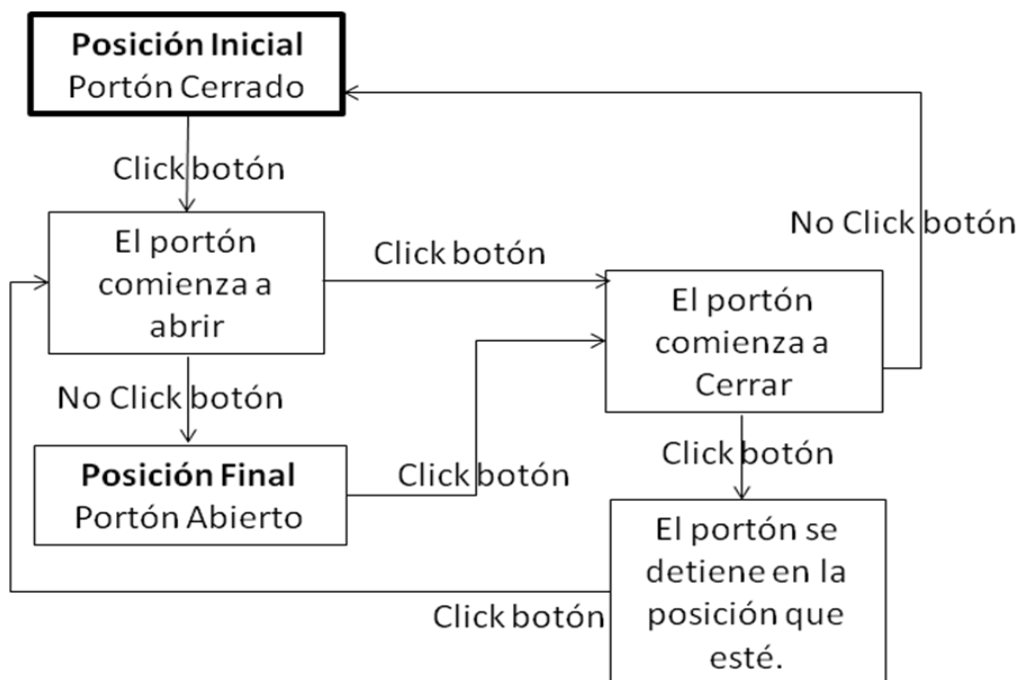 Posición Inicial
Portón Cerrado
Click botón
No Click botón
El portón
comienza a
abrir
Click botón
El portón
comienza a
Cerrar
No Click botón
Posición Final
Portón Abierto
Click botón
Click botón
El portón se
detiene en la
posición que
esté.
Click botón